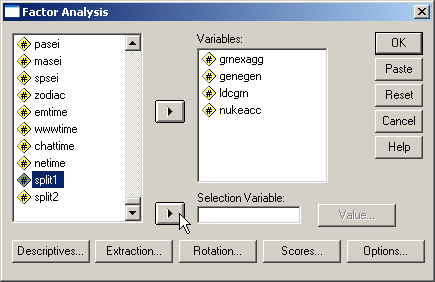 Factor Analysis
pasei
masei
spsei
zodiac
emtime
wwwtime
chattime
netime
split1
split2
Variables:
grnexagg
genegen
ldcgrn
nukeacc
Selection Variable:
Value...
OK
Paste
Reset
Cancel
Help
Descriptives...
Extraction...
Rotation...
Scores...
Options...